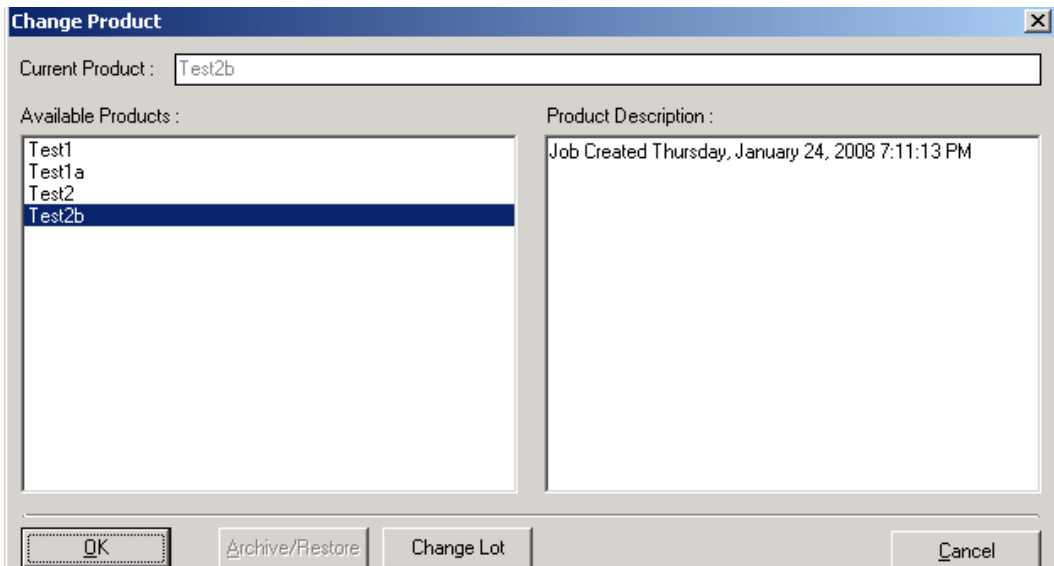 Change Product
Current Product : Test2b
Available Products :
Test1
Test1a
Test2
Test2b
Product Description :
Job Created Thursday, January 24, 2008 7:11:13 PM
OK
Archive/Restore
Change Lot
Cancel